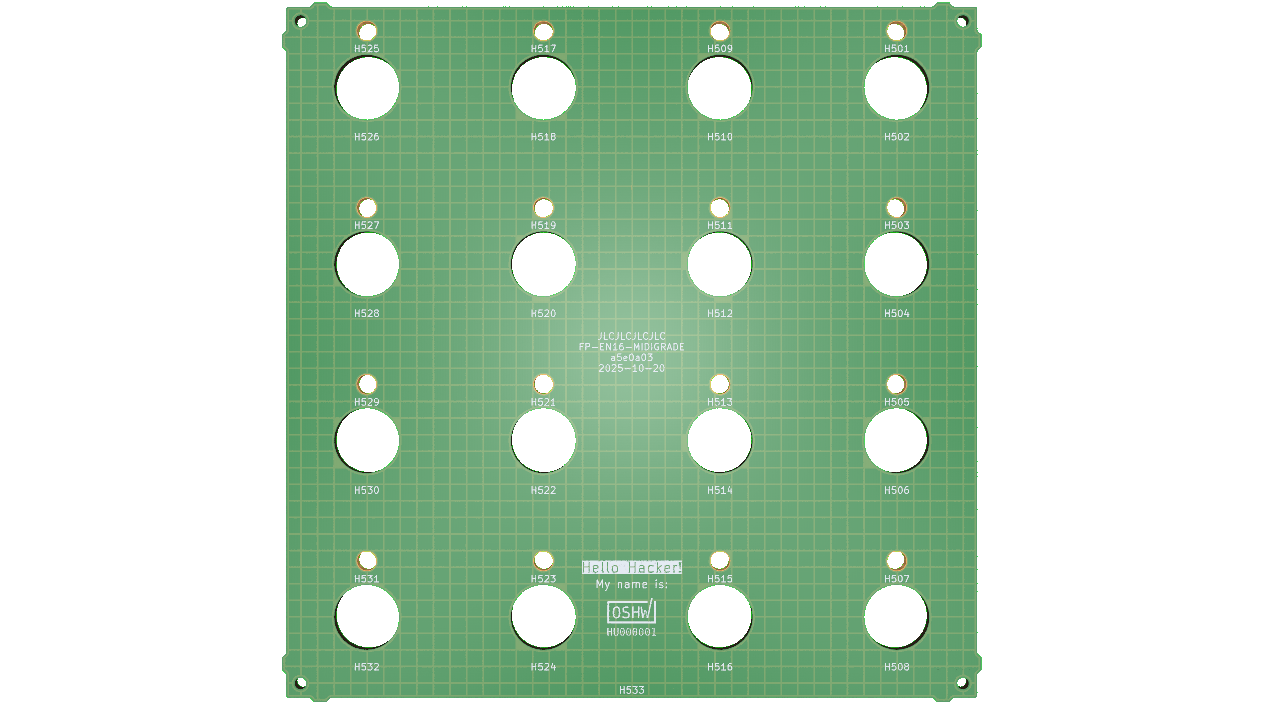 H525 H517 H509 H501
H526 H518 H510 H502
H527 H519 H511 H503
H528 H520 H512 H504
JLCJLCJLCJLC
FP-EN16-MIDIGRADE
a5e0a03
2025-10-20
H529 H521 H513 H505
H530 H522 H514 H506
Hello Hacker!
H531 H523 H515 H507
My name is:
OSHW
HU000001
H532 H524 H516 H508
H533